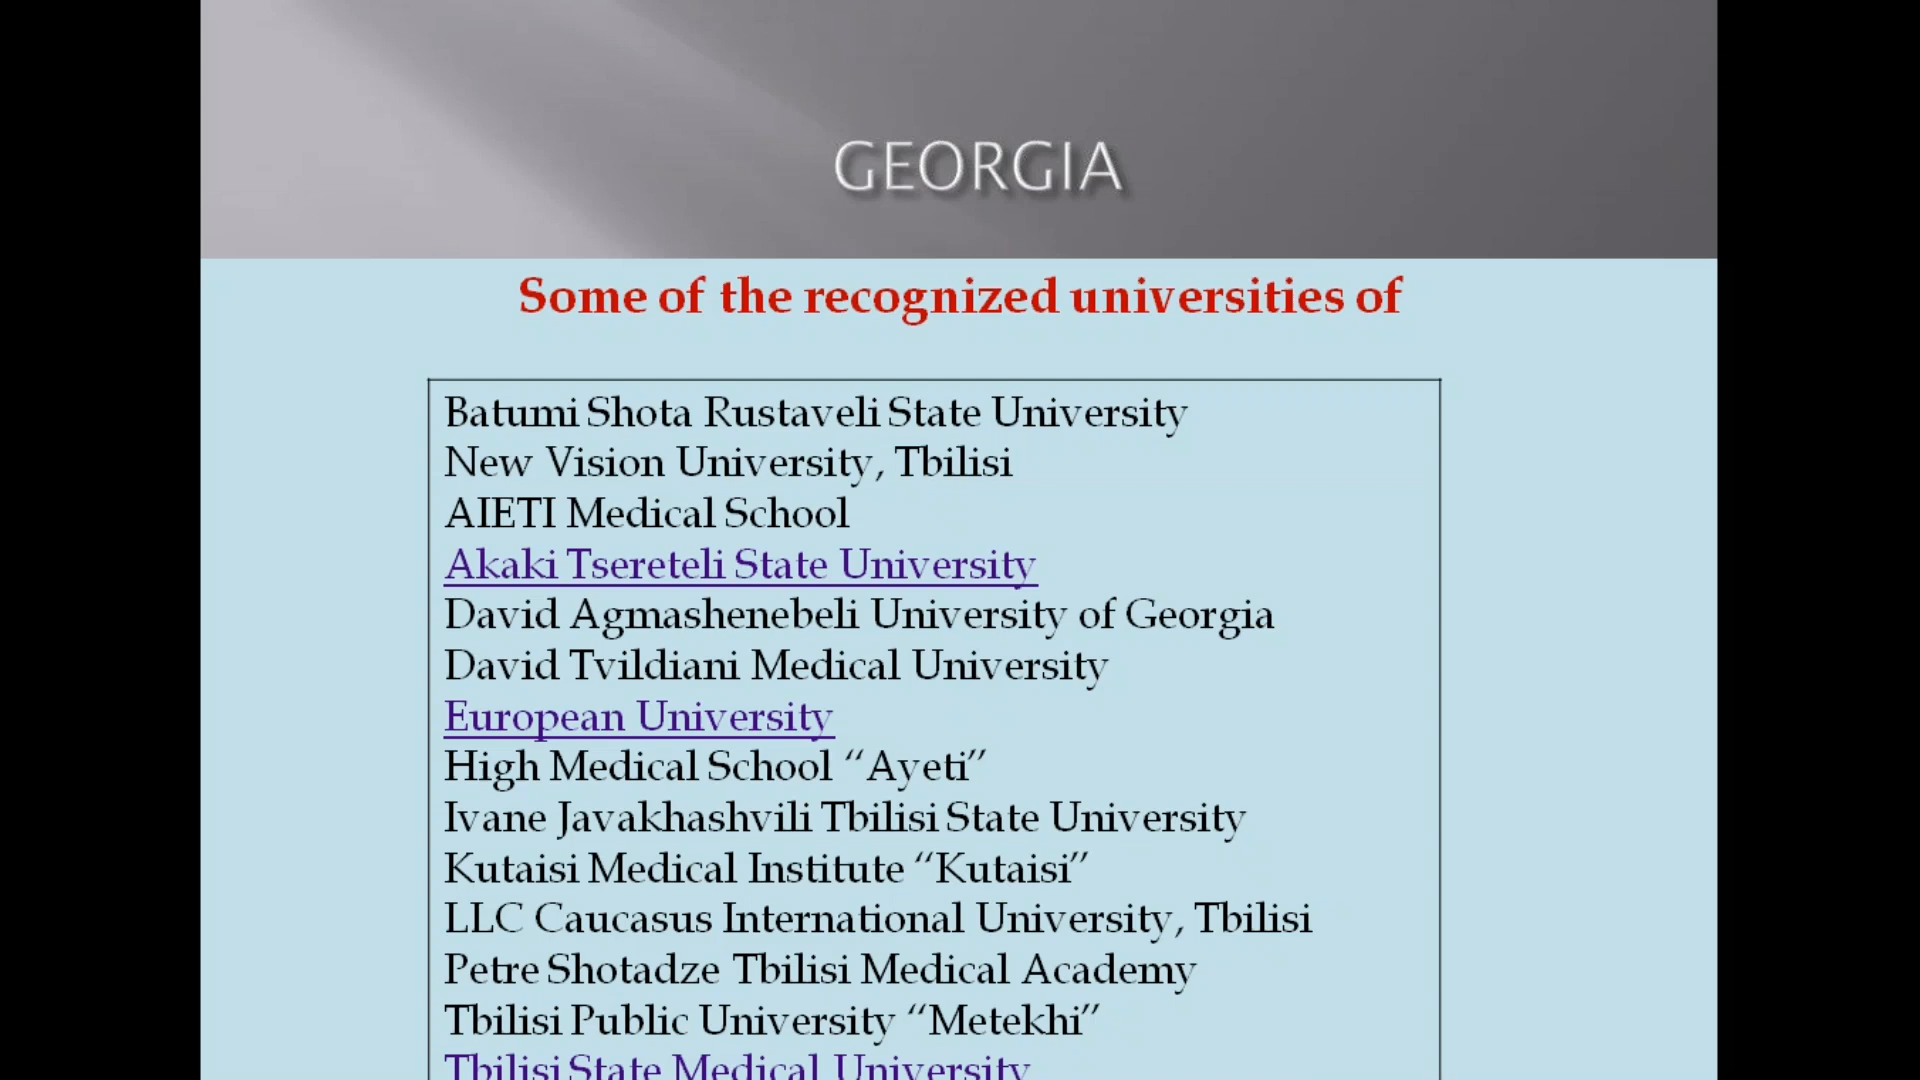 GEORGIA
Some of the recognized universities of
Batumi Shota Rustaveli State University
New Vision University, Tbilisi
AIETI Medical School
Akaki Tsereteli State University
David Agmashenebeli University of Georgia
David Tvildiani Medical University
European University
High Medical School “Ayeti”
Ivane Javakhashvili Tbilisi State University
Kutaisi Medical Institute “Kutaisi”
LLC Caucasus International University, Tbilisi
Petre Shotadze Tbilisi Medical Academy
Tbilisi Public University “Metekhi”
Tbilisi State Medical University